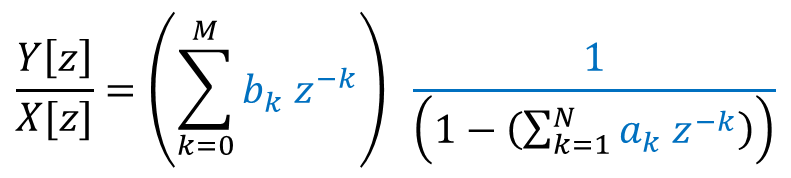 Y[z]/X[z] = (∑_{k=0}^{M} b_k z^{-k}) 1/(1 − (∑_{k=1}^{N} a_k z^{-k}))